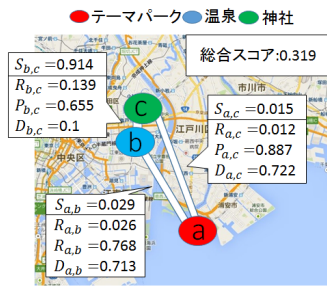 テーマパーク 温泉 神社
総合スコア:0.319
S_{b,c} =0.914
R_{b,c} =0.139
P_{b,c} =0.655
D_{b,c} =0.1
市川市
S_{a,c} =0.015
R_{a,c} =0.012
P_{a,c} =0.887
D_{a,c} =0.722
c
江戸川区
b
中央区
S_{a,b} =0.029
R_{a,b} =0.026
R_{a,b} =0.768
D_{a,b} =0.713
a
浦安市